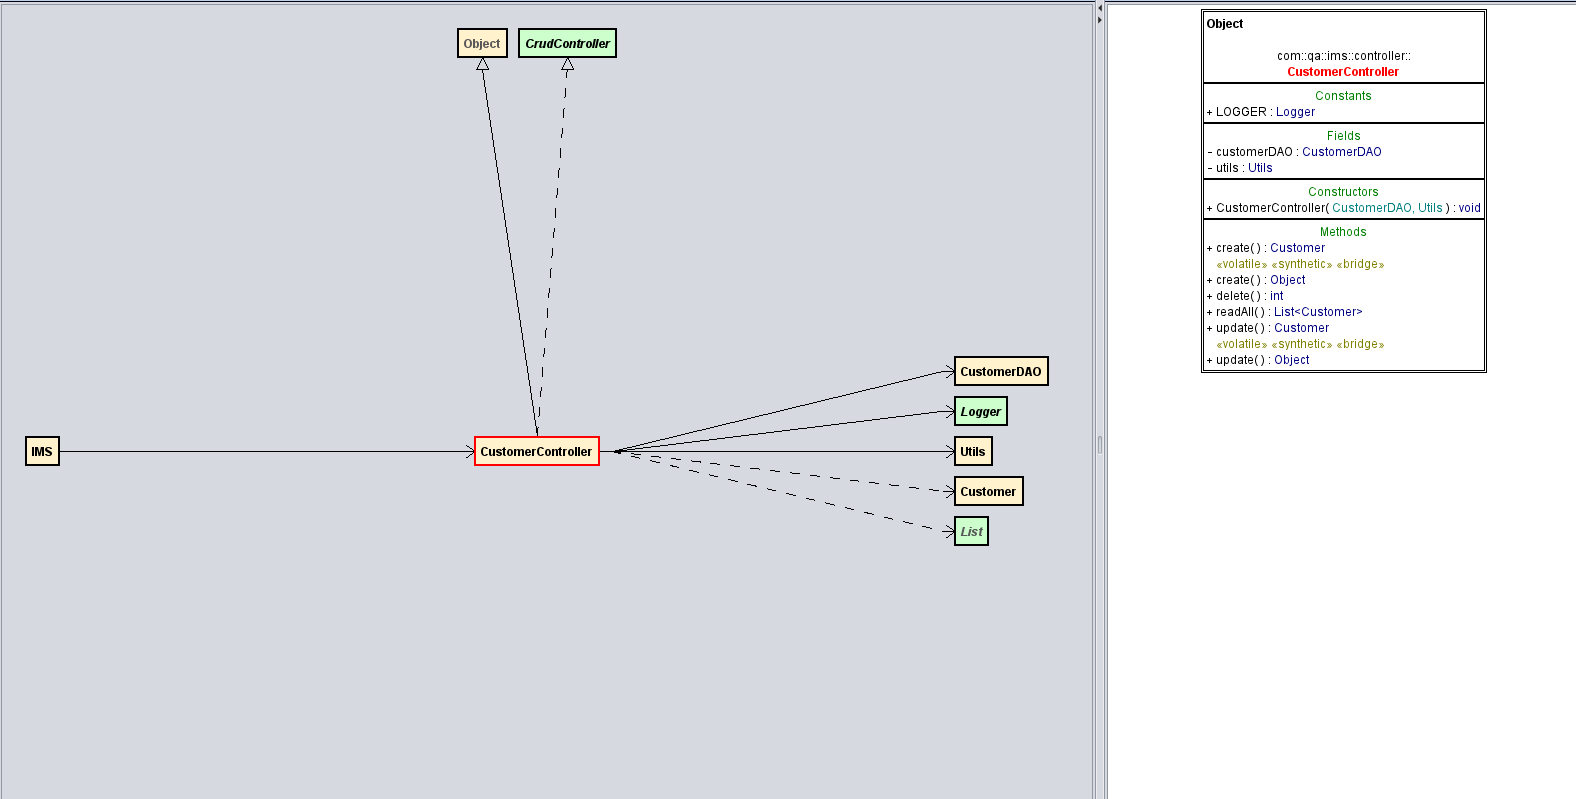 Object
CrudController
IMS
CustomerController
CustomerDAO
Logger
Utils
Customer
List
Object
com::qa::ims::controller::
CustomerController
Constants
+ LOGGER : Logger
Fields
- customerDAO : CustomerDAO
- utils : Utils
Constructors
+ CustomerController( CustomerDAO, Utils ) : void
Methods
+ create( ) : Customer
«volatile» «synthetic» «bridge»
+ create( ) : Object
+ delete( ) : int
+ readAll( ) : List<Customer>
+ update( ) : Customer
«volatile» «synthetic» «bridge»
+ update( ) : Object